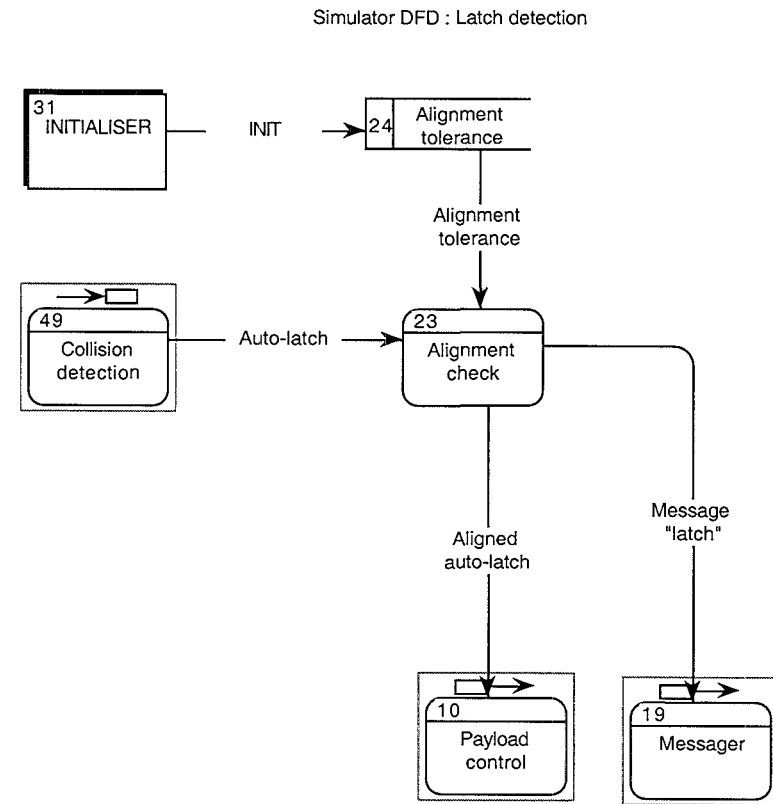 Simulator DFD : Latch detection
31
INITIALISER
INIT
24
Alignment
tolerance
Alignment
tolerance
49
Collision
detection
Auto-latch
23
Alignment
check
Message
"latch"
Aligned
auto-latch
10
Payload
control
19
Messager